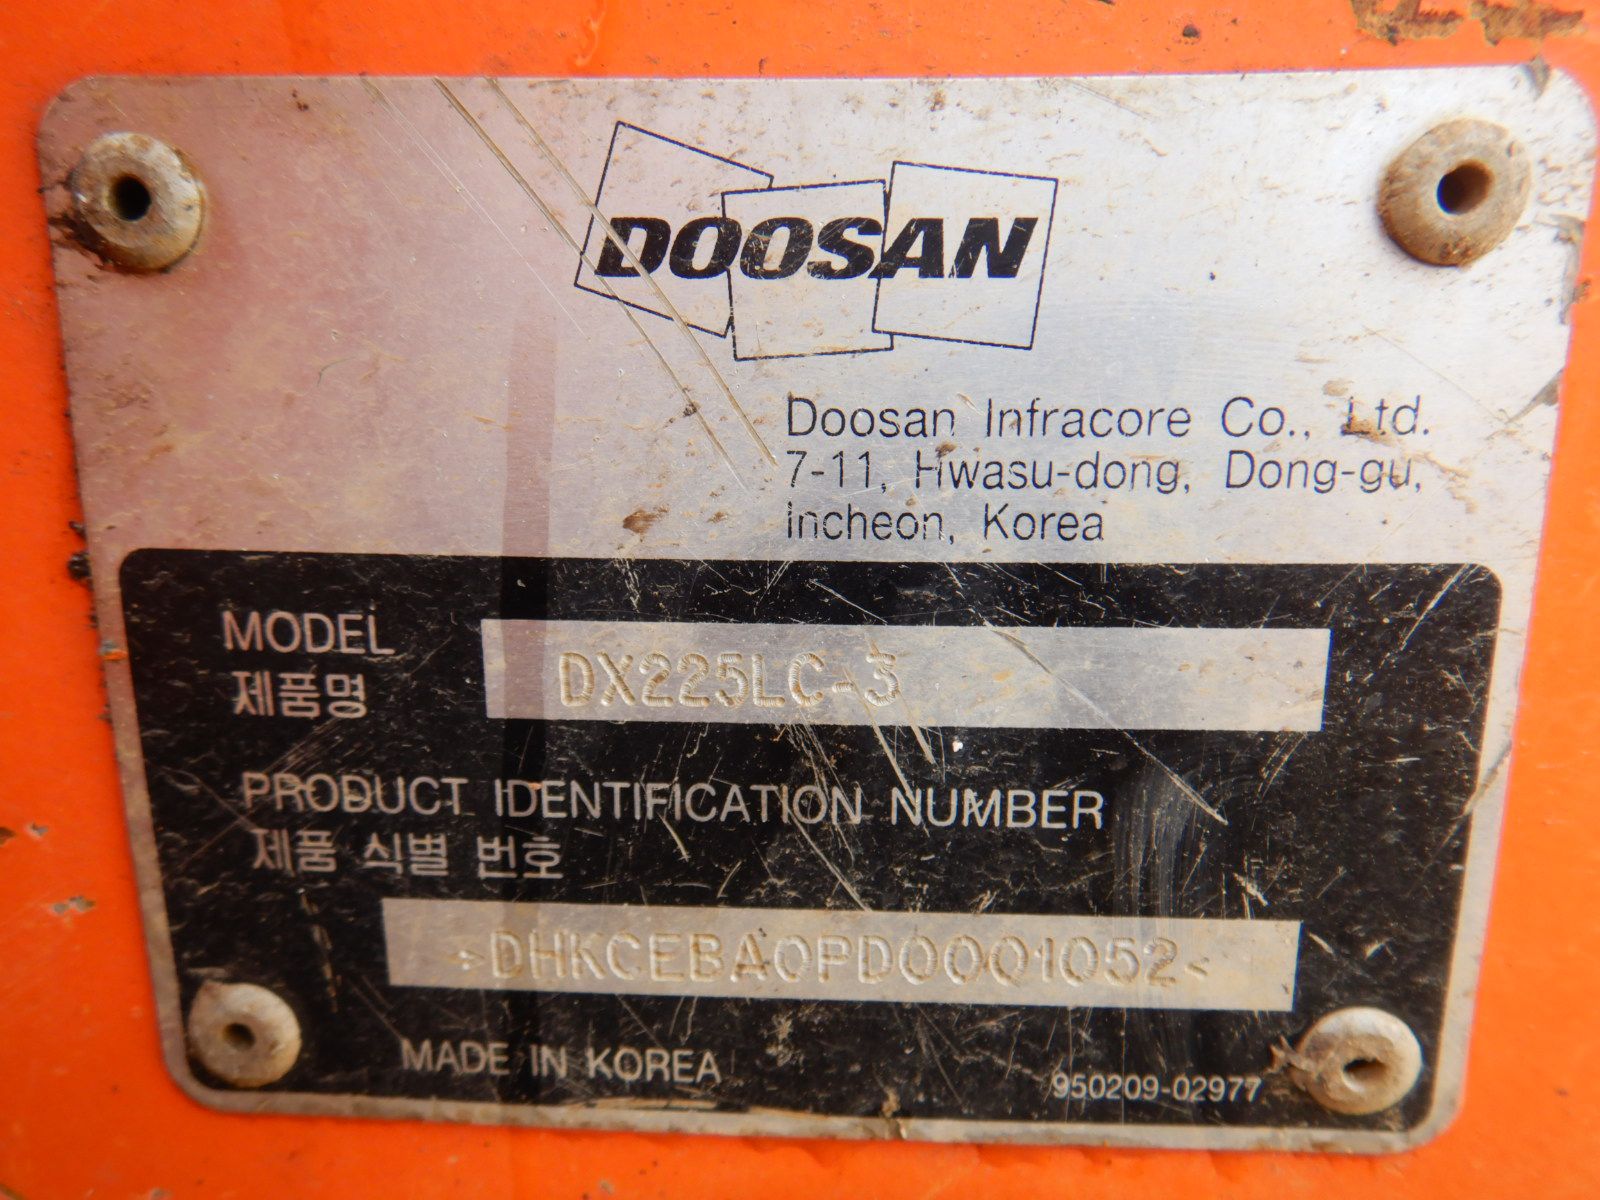 DOOSAN
Doosan Infracore Co., Ltd.
7-11, Hwasu-dong, Dong-gu,
Incheon, Korea
MODEL
제품명
DX225LC-3
PRODUCT IDENTIFICATION NUMBER
제품 식별 번호
>DHKCEBA0PD0001052<
MADE IN KOREA
950209-02977